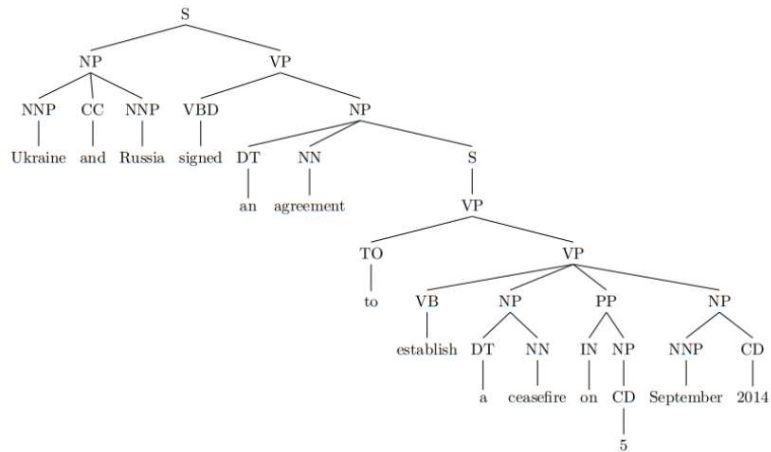 S
NP VP
NNP CC NNP VBD NP
Ukraine and Russia signed DT NN S
an agreement VP
TO VP
to VB NP PP NP
establish DT NN IN NP NNP CD
a ceasefire on CD September 2014
5